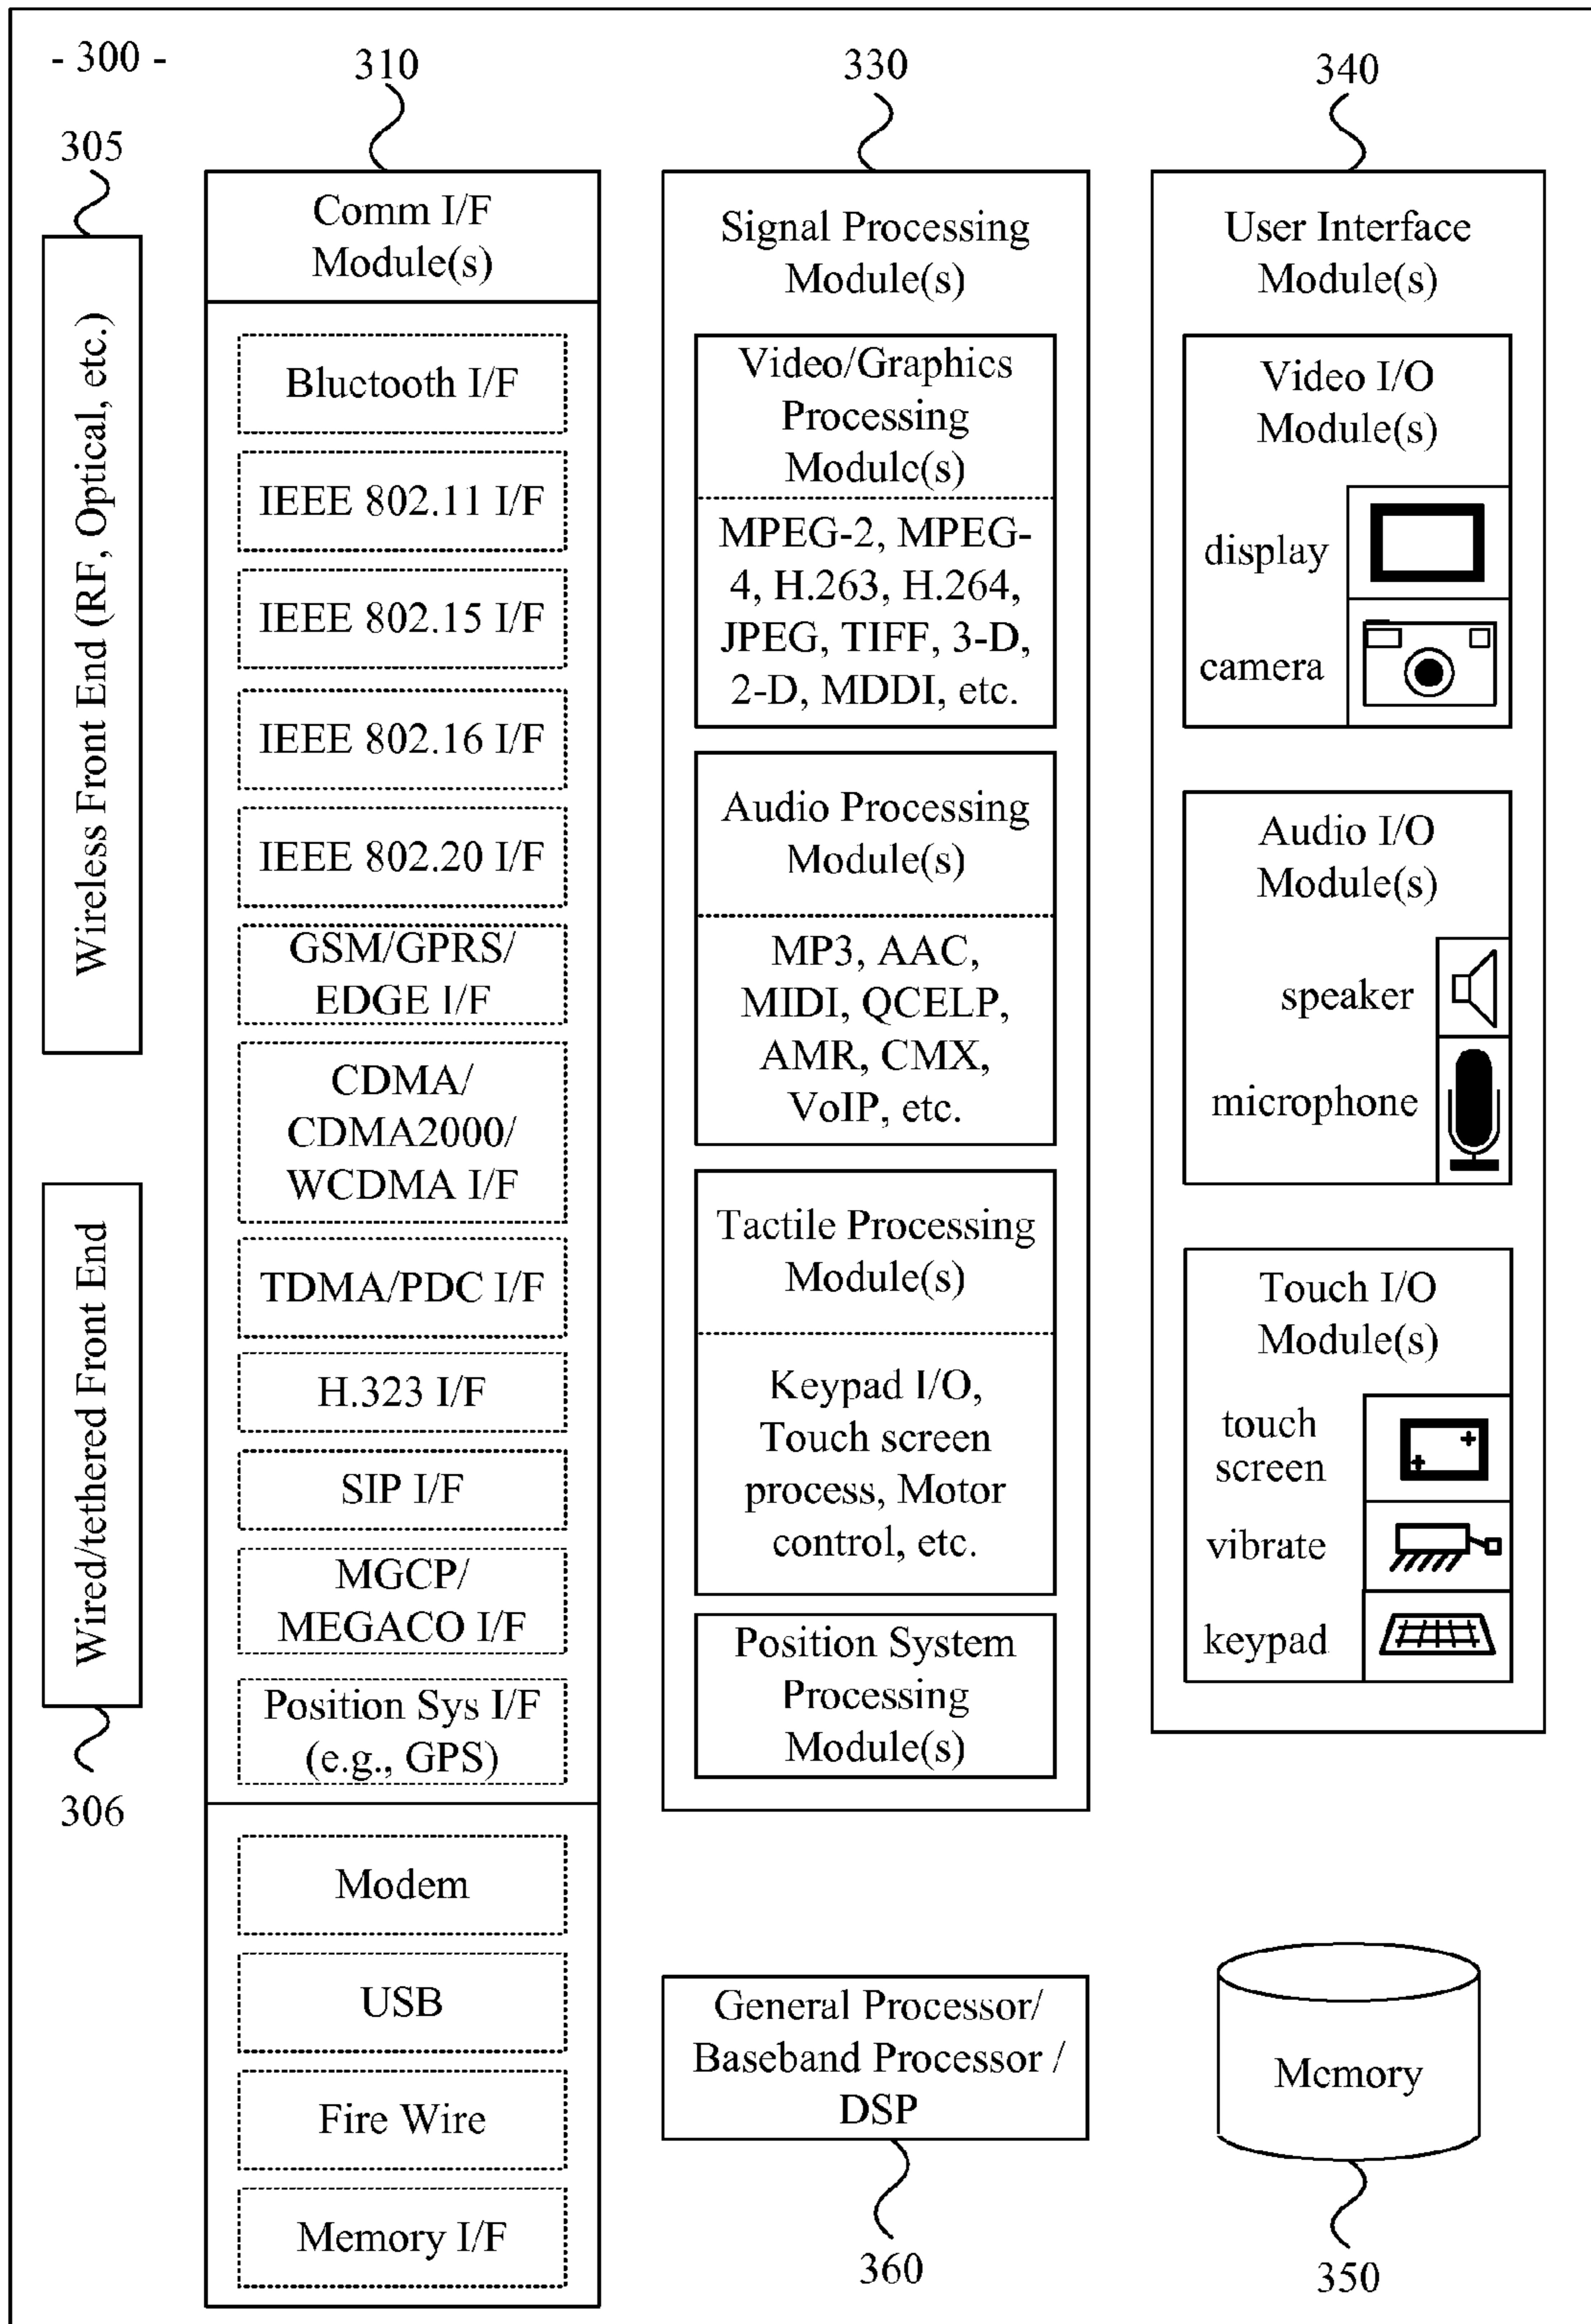 - 300 -
305
Wireless Front End (RF, Optical, etc.)
Wired/tethered Front End
306
310
Comm I/F
Module(s)
Bluetooth I/F
IEEE 802.11 I/F
IEEE 802.15 I/F
IEEE 802.16 I/F
IEEE 802.20 I/F
GSM/GPRS/
EDGE I/F
CDMA/
CDMA2000/
WCDMA I/F
TDMA/PDC I/F
H.323 I/F
SIP I/F
MGCP/
MEGACO I/F
Position Sys I/F
(e.g., GPS)
Modem
USB
Fire Wire
Memory I/F
330
Signal Processing
Module(s)
Video/Graphics
Processing
Module(s)
MPEG-2, MPEG-
4, H.263, H.264,
JPEG, TIFF, 3-D,
2-D, MDDI, etc.
Audio Processing
Module(s)
MP3, AAC,
MIDI, QCELP,
AMR, CMX,
VoIP, etc.
Tactile Processing
Module(s)
Keypad I/O,
Touch screen
process, Motor
control, etc.
Position System
Processing
Module(s)
General Processor/
Baseband Processor /
DSP
360
340
User Interface
Module(s)
Video I/O
Module(s)
display
camera
Audio I/O
Module(s)
speaker
microphone
Touch I/O
Module(s)
touch
screen
vibrate
keypad
Memory
350